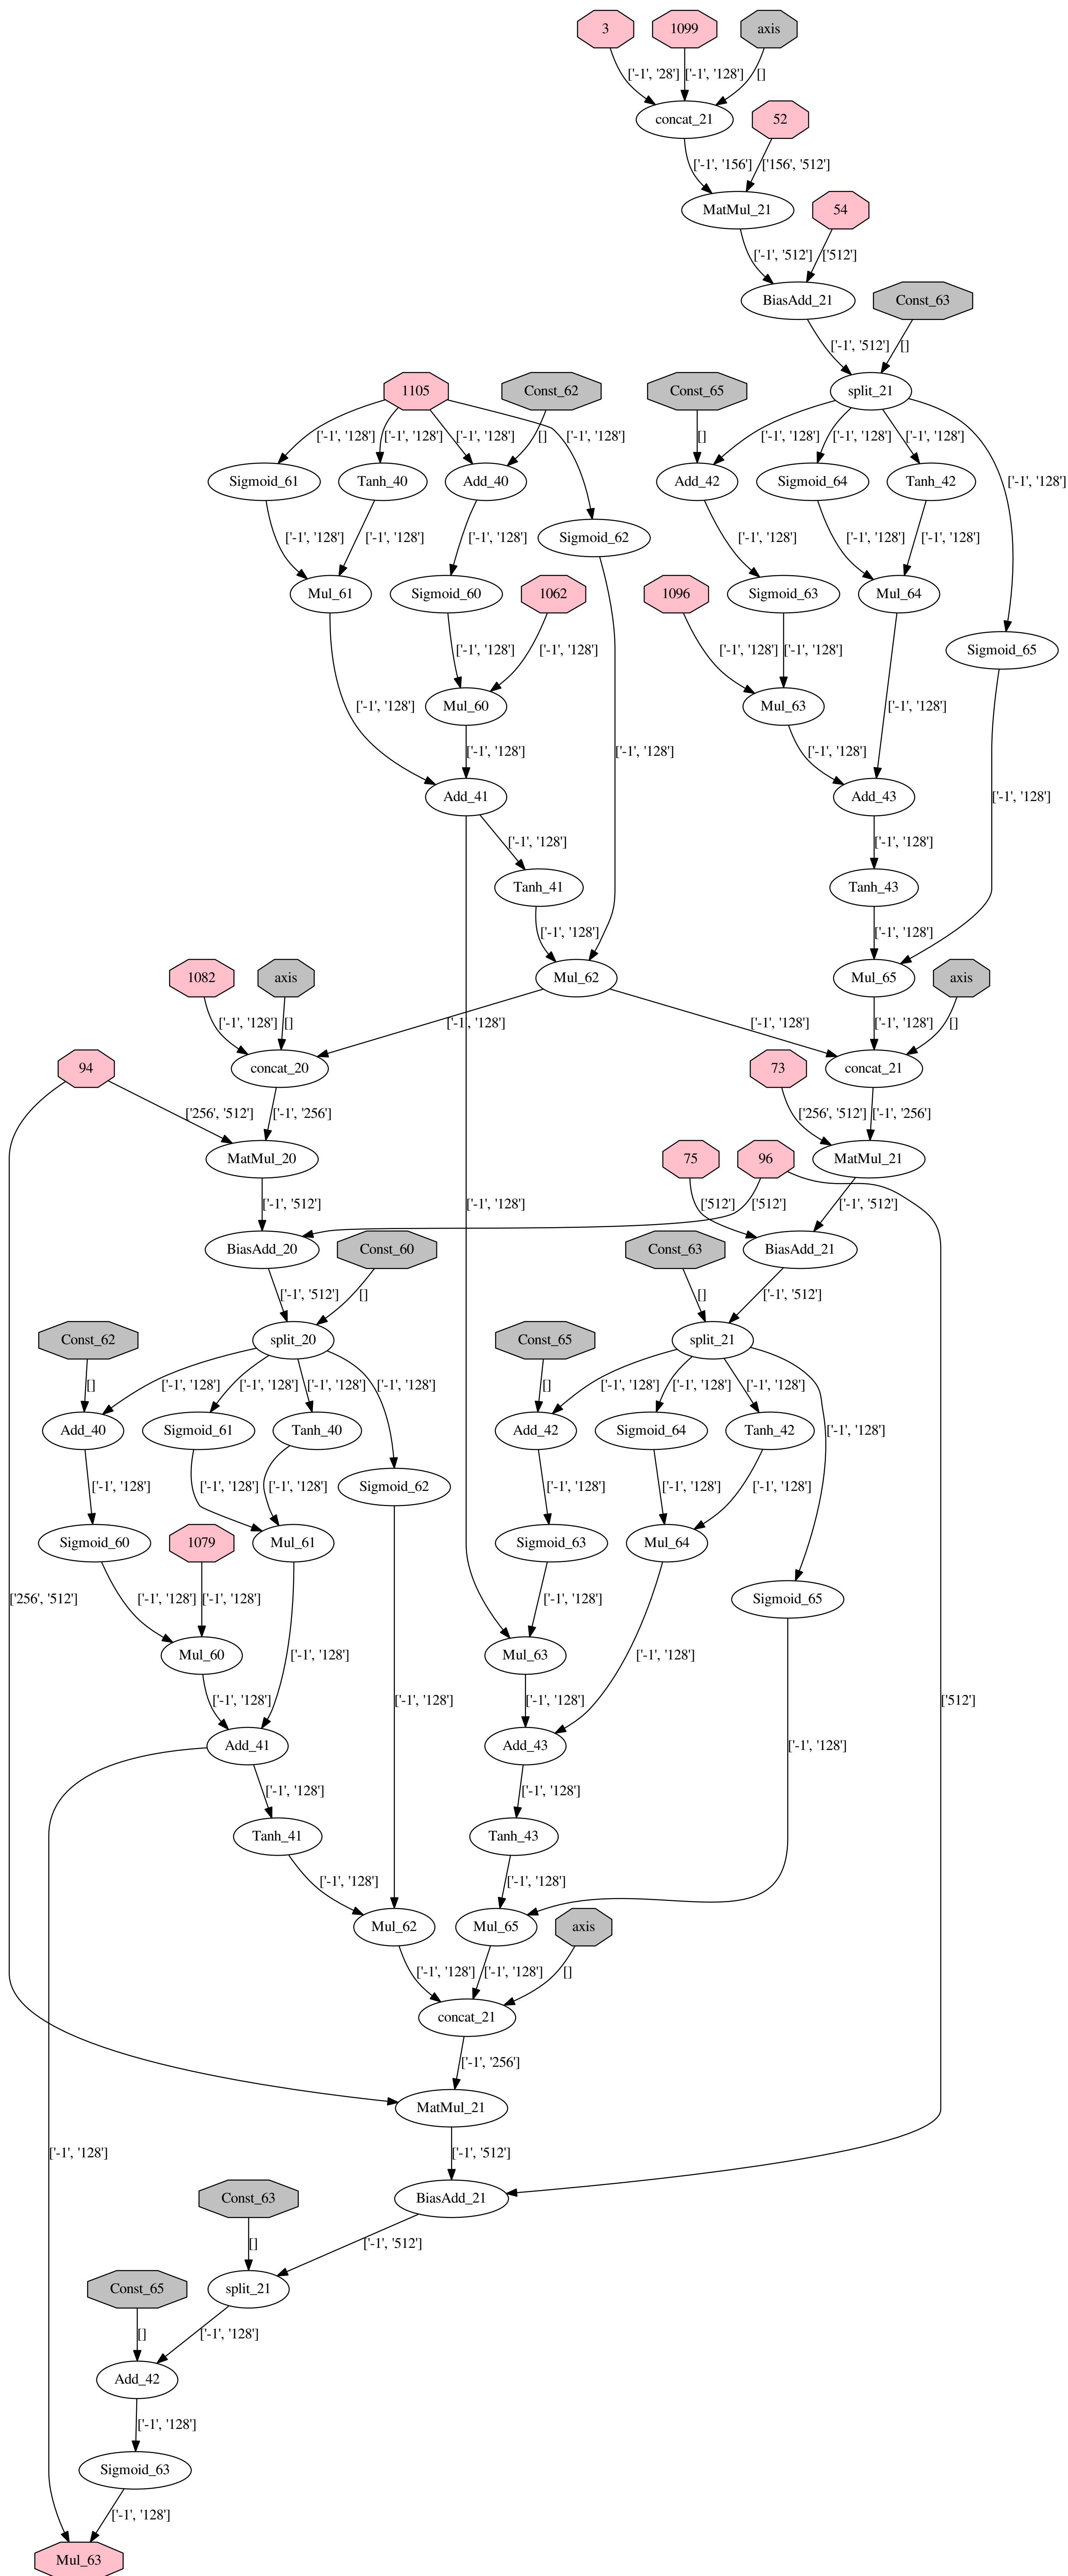 3 1099 axis
['-1', '28'] ['-1', '128'] []
concat_21 52
['-1', '156'] ['156', '512']
MatMul_21 54
['-1', '512'] ['512']
BiasAdd_21 Const_63
['-1', '512'] []
1105 Const_62 Const_65 split_21
['-1', '128'] ['-1', '128'] ['-1', '128'] [] ['-1', '128'] [] ['-1', '128'] ['-1', '128'] ['-1', '128']
Sigmoid_61 Tanh_40 Add_40 Add_42 Sigmoid_64 Tanh_42 ['-1', '128']
['-1', '128'] ['-1', '128'] ['-1', '128'] Sigmoid_62 ['-1', '128'] ['-1', '128'] ['-1', '128']
Mul_61 Sigmoid_60 1062 1096 Sigmoid_63 Mul_64
['-1', '128'] ['-1', '128'] ['-1', '128'] ['-1', '128'] Sigmoid_65
['-1', '128'] Mul_60 Mul_63 ['-1', '128']
['-1', '128'] ['-1', '128'] ['-1', '128']
Add_41 Add_43 ['-1', '128']
['-1', '128'] ['-1', '128']
Tanh_41 Tanh_43
['-1', '128'] ['-1', '128']
1082 axis Mul_62 Mul_65 axis
['-1', '128'] [] ['-1', '128'] ['-1', '128'] ['-1', '128'] []
94 concat_20 73 concat_21
['256', '512'] ['-1', '256'] ['256', '512'] ['-1', '256']
MatMul_20 75 96 MatMul_21
['-1', '512'] ['-1', '128'] ['512'] ['512'] ['-1', '512']
BiasAdd_20 Const_60 Const_63 BiasAdd_21
['-1', '512'] [] [] ['-1', '512']
Const_62 split_20 Const_65 split_21
[] ['-1', '128'] ['-1', '128'] ['-1', '128'] ['-1', '128'] [] ['-1', '128'] ['-1', '128'] ['-1', '128']
Add_40 Sigmoid_61 Tanh_40 Add_42 Sigmoid_64 Tanh_42 ['-1', '128']
['-1', '128'] ['-1', '128'] ['-1', '128'] Sigmoid_62 ['-1', '128'] ['-1', '128'] ['-1', '128']
Sigmoid_60 1079 Mul_61 Sigmoid_63 Mul_64
['256', '512'] ['-1', '128'] ['-1', '128'] ['-1', '128'] Sigmoid_65
Mul_60 ['-1', '128'] Mul_63 ['-1', '128']
['-1', '128'] ['-1', '128'] ['-1', '128'] ['512']
Add_41 Add_43 ['-1', '128']
['-1', '128'] ['-1', '128']
Tanh_41 Tanh_43
['-1', '128'] ['-1', '128']
Mul_62 Mul_65 axis
['-1', '128'] ['-1', '128'] []
concat_21
['-1', '256']
MatMul_21
['-1', '128'] ['-1', '512']
Const_63 BiasAdd_21
[] ['-1', '512']
Const_65 split_21
[] ['-1', '128']
Add_42
['-1', '128']
Sigmoid_63
['-1', '128']
Mul_63